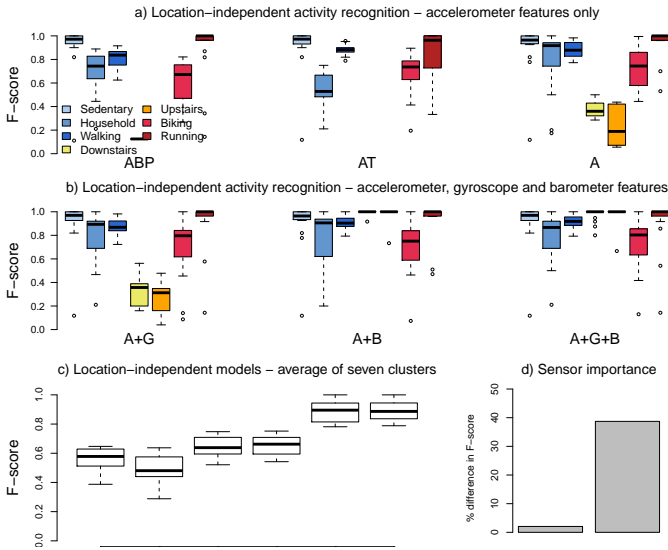 a) Location−independent activity recognition − accelerometer features only
F−score
0.0 0.2 0.4 0.6 0.8 1.0
Sedentary
Household
Walking
Downstairs
Upstairs
Biking
Running
ABP AT A
b) Location−independent activity recognition − accelerometer, gyroscope and barometer features
F−score
0.0 0.2 0.4 0.6 0.8 1.0
A+G A+B A+G+B
c) Location−independent models − average of seven clusters
F−score
0.0 0.2 0.4 0.6 0.8 1.0
d) Sensor importance
% difference in F−score
0 10 20 30 40 50